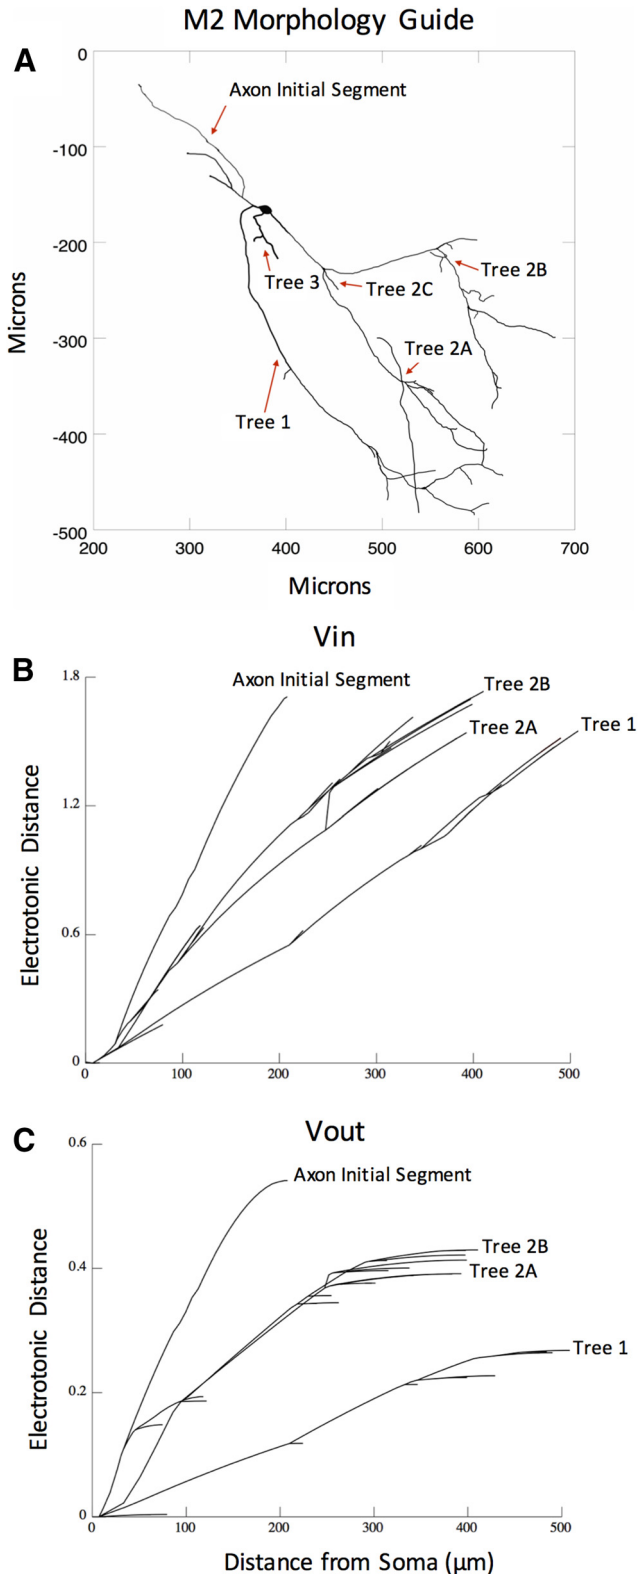 M2 Morphology Guide
A
0
Axon Initial Segment
-100
-200
Tree 2B
Tree 3
Tree 2C
Microns
-300
Tree 2A
Tree 1
-400
-500
200 300 400 500 600 700
Microns
Vin
B
1.8
Axon Initial Segment
Tree 2B
Tree 2A
Tree 1
1.2
Electrotonic Distance
0.6
0
0 100 200 300 400 500
Vout
C
0.6
Axon Initial Segment
Tree 2B
0.4
Tree 2A
Electrotonic Distance
Tree 1
0.2
0
0 100 200 300 400 500
Distance from Soma (μm)